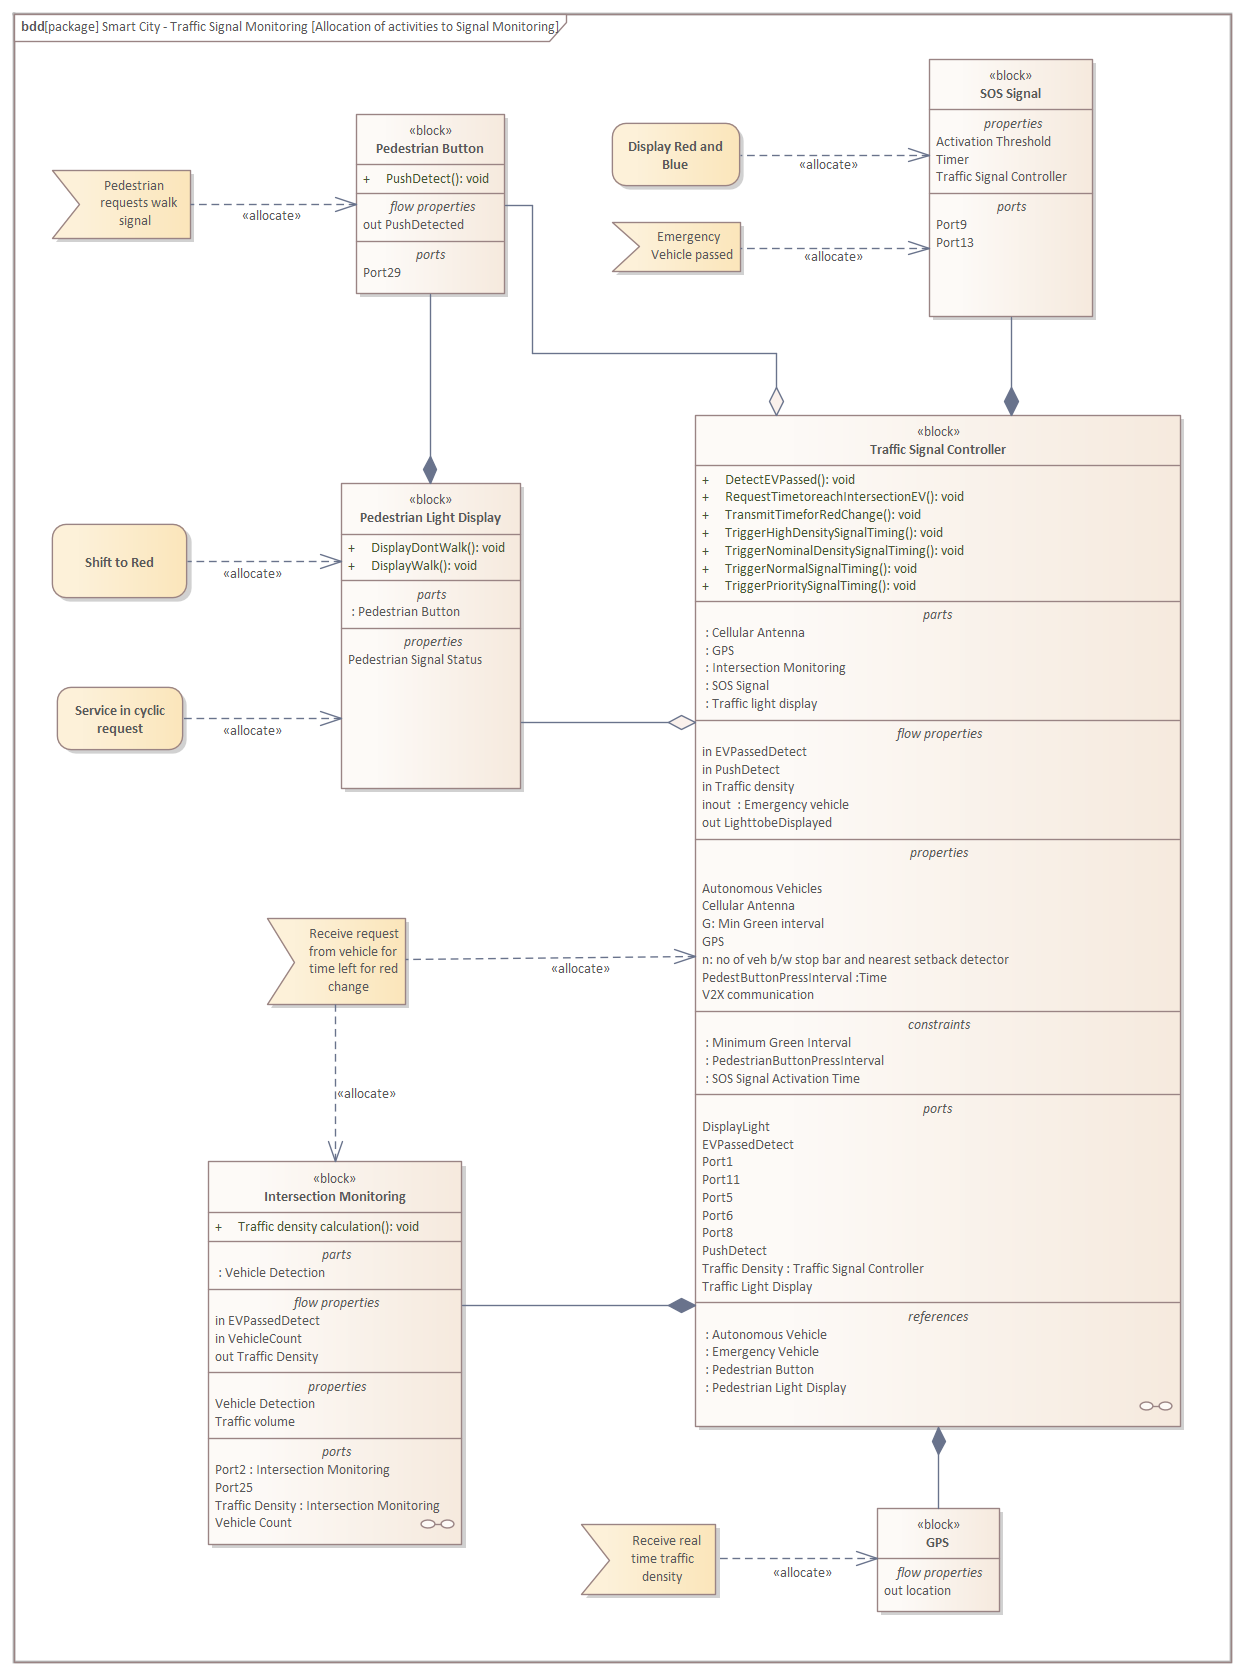 bdd[package] Smart City - Traffic Signal Monitoring [Allocation of activities to Signal Monitoring]
«block»
SOS Signal
properties
Activation Threshold
Timer
Traffic Signal Controller
ports
Port9
Port13
«block»
Pedestrian Button
+ PushDetect(): void
flow properties
out PushDetected
ports
Port29
Display Red and
Blue
«allocate»
Pedestrian
requests walk
signal
«allocate»
Emergency
Vehicle passed
«allocate»
«block»
Traffic Signal Controller
+ DetectEVPassed(): void
+ RequestTimetoreachIntersectionEV(): void
+ TransmitTimeforRedChange(): void
+ TriggerHighDensitySignalTiming(): void
+ TriggerNominalDensitySignalTiming(): void
+ TriggerNormalSignalTiming(): void
+ TriggerPrioritySignalTiming(): void
parts
: Cellular Antenna
: GPS
: Intersection Monitoring
: SOS Signal
: Traffic light display
flow properties
in EVPassedDetect
in PushDetect
in Traffic density
inout : Emergency vehicle
out LighttobeDisplayed
properties
Autonomous Vehicles
Cellular Antenna
G: Min Green interval
GPS
n: no of veh b/w stop bar and nearest setback detector
PedestButtonPressInterval :Time
V2X communication
constraints
: Minimum Green Interval
: PedestrianButtonPressInterval
: SOS Signal Activation Time
ports
DisplayLight
EVPassedDetect
Port1
Port11
Port5
Port6
Port8
PushDetect
Traffic Density : Traffic Signal Controller
Traffic Light Display
references
: Autonomous Vehicle
: Emergency Vehicle
: Pedestrian Button
: Pedestrian Light Display
«block»
Pedestrian Light Display
+ DisplayDontWalk(): void
+ DisplayWalk(): void
parts
: Pedestrian Button
properties
Pedestrian Signal Status
Shift to Red
«allocate»
Service in cyclic
request
«allocate»
Receive request
from vehicle for
time left for red
change
«allocate»
«allocate»
«block»
Intersection Monitoring
+ Traffic density calculation(): void
parts
: Vehicle Detection
flow properties
in EVPassedDetect
in VehicleCount
out Traffic Density
properties
Vehicle Detection
Traffic volume
ports
Port2 : Intersection Monitoring
Port25
Traffic Density : Intersection Monitoring
Vehicle Count
Receive real
time traffic
density
«allocate»
«block»
GPS
flow properties
out location